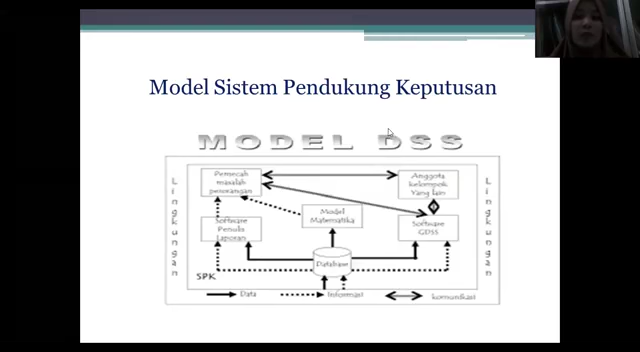 Model Sistem Pendukung Keputusan
MODEL DSS
Lingkungan
Pemecah
masalah
perorangan
Anggota
kelompok
Yang lain
Lingkungan
Model
Matematika
Software
Penulis
Laporan
Software
GDSS
Database
SPK
Data
Informasi
komunikasi